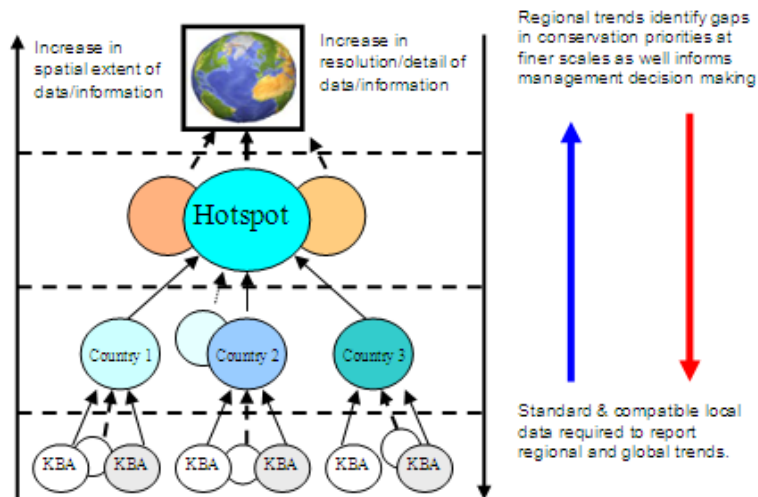 Increase in
spatial extent of
data/information
Increase in
resolution/detail of
data/information
Regional trends identify gaps
in conservation priorities at
finer scales as well informs
management decision making
Hotspot
Country 1
Country 2
Country 3
KBA
KBA
KBA
KBA
KBA
KBA
Standard & compatible local
data required to report
regional and global trends.